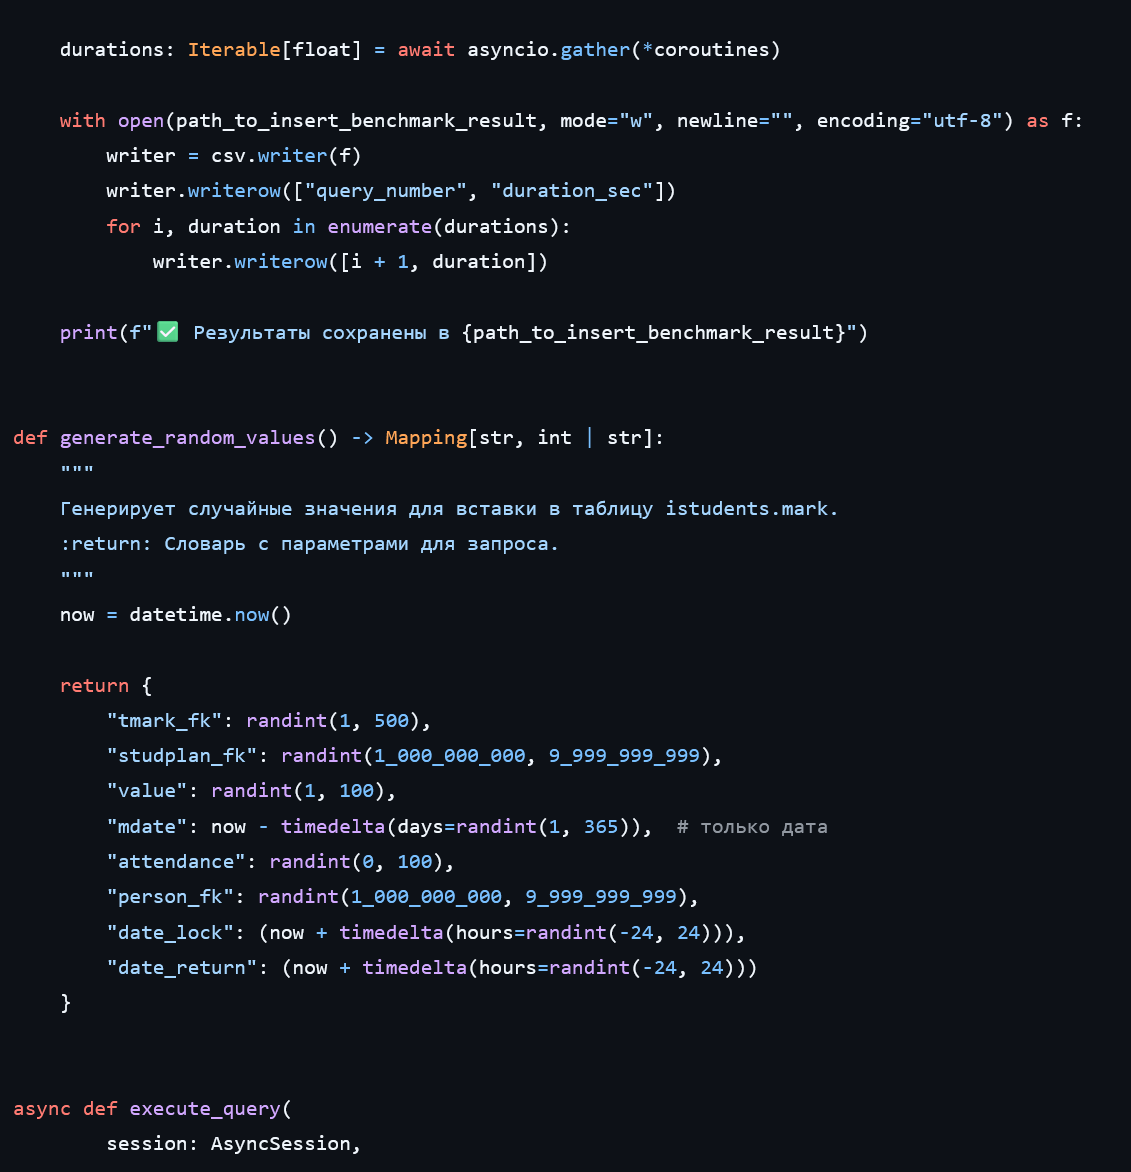 durations: Iterable[float] = await asyncio.gather(*coroutines)
with open(path_to_insert_benchmark_result, mode="w", newline="", encoding="utf-8") as f:
writer = csv.writer(f)
writer.writerow(["query_number", "duration_sec"])
for i, duration in enumerate(durations):
writer.writerow([i + 1, duration])
print(f"✅ Результаты сохранены в {path_to_insert_benchmark_result}")
def generate_random_values() -> Mapping[str, int | str]:
"""
Генерирует случайные значения для вставки в таблицу istudents.mark.
:return: Словарь с параметрами для запроса.
"""
now = datetime.now()
return {
"tmark_fk": randint(1, 500),
"studplan_fk": randint(1_000_000_000, 9_999_999_999),
"value": randint(1, 100),
"mdate": now - timedelta(days=randint(1, 365)),  # только дата
"attendance": randint(0, 100),
"person_fk": randint(1_000_000_000, 9_999_999_999),
"date_lock": (now + timedelta(hours=randint(-24, 24))),
"date_return": (now + timedelta(hours=randint(-24, 24)))
}
async def execute_query(
session: AsyncSession,